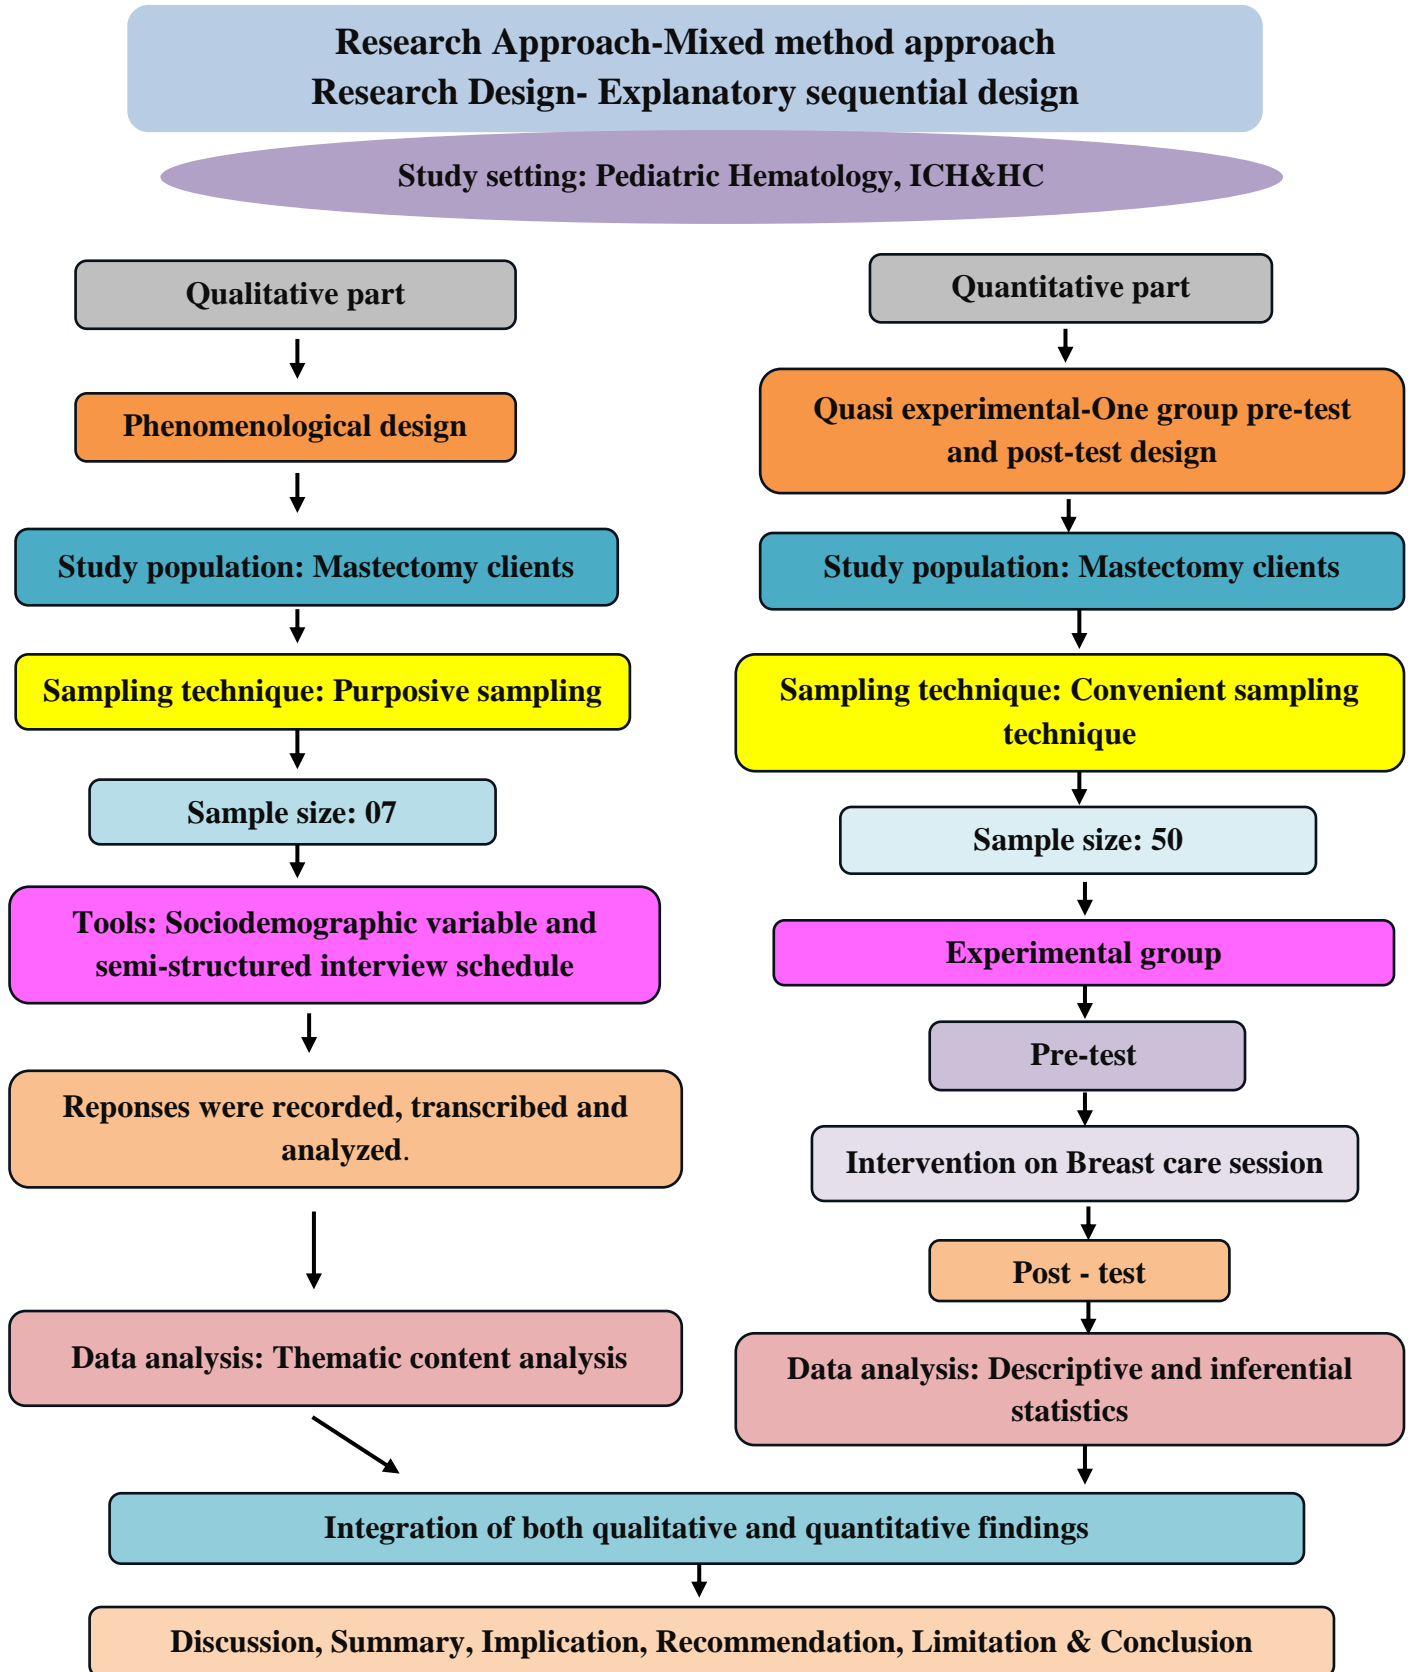 Research Approach-Mixed method approach
Research Design- Explanatory sequential design
Study setting: Pediatric Hematology, ICH&HC
Qualitative part
Phenomenological design
Study population: Mastectomy clients
Sampling technique: Purposive sampling
Sample size: 07
Tools: Sociodemographic variable and
semi-structured interview schedule
Reponses were recorded, transcribed and
analyzed.
Data analysis: Thematic content analysis
Quantitative part
Quasi experimental-One group pre-test
and post-test design
Study population: Mastectomy clients
Sampling technique: Convenient sampling
technique
Sample size: 50
Experimental group
Pre-test
Intervention on Breast care session
Post - test
Data analysis: Descriptive and inferential
statistics
Integration of both qualitative and quantitative findings
Discussion, Summary, Implication, Recommendation, Limitation & Conclusion